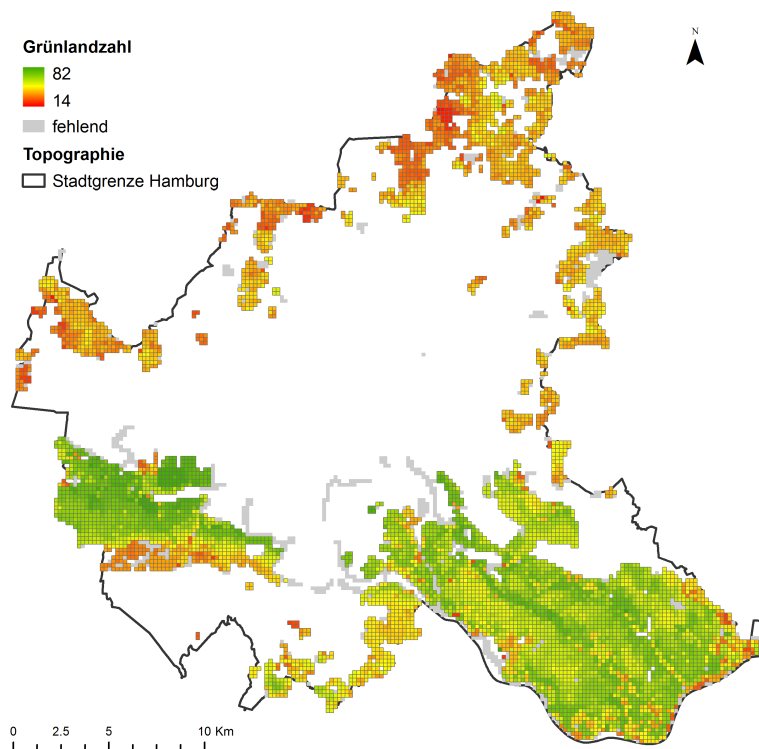 N
Grünlandzahl
82
14
fehlend
Topographie
Stadtgrenze Hamburg
0 2.5 5 10 Km